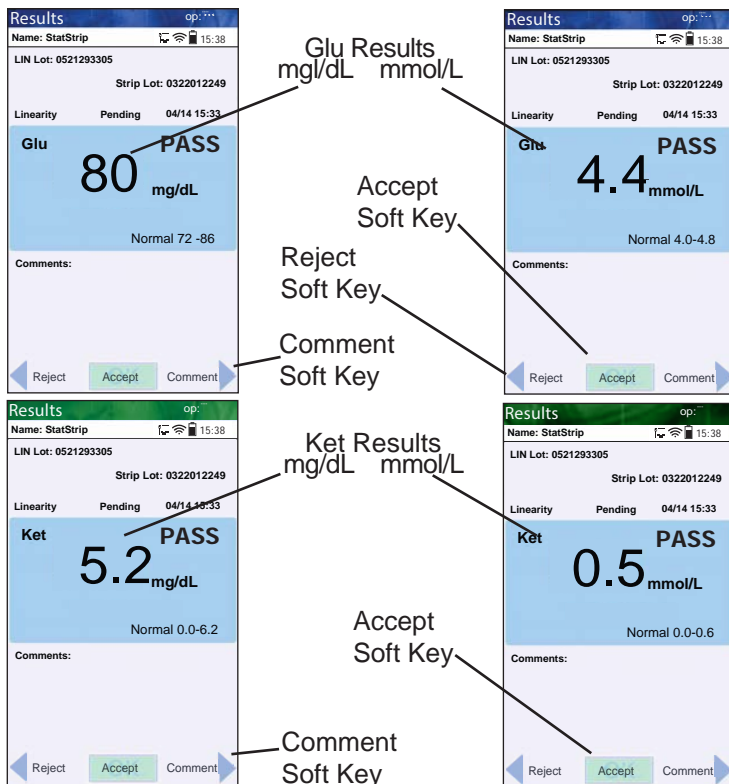 Results op:
Name: StatStrip 15:38
LIN Lot: 0521293305
Strip Lot: 0322012249
Linearity Pending 04/14 15:33
Glu PASS
80 mg/dL
Normal 72 -86
Comments:
Reject Accept Comment
Glu Results
mgl/dL mmol/L
Accept
Soft Key
Reject
Soft Key
Comment
Soft Key
Results op:
Name: StatStrip 15:38
LIN Lot: 0521293305
Strip Lot: 0322012249
Linearity Pending 04/14 15:33
Glu PASS
4.4 mmol/L
Normal 4.0-4.8
Comments:
Reject Accept Comment
Results op:
Name: StatStrip 15:38
LIN Lot: 0521293305
Strip Lot: 0322012249
Linearity Pending 04/14 15:33
Ket PASS
5.2 mg/dL
Normal 0.0-6.2
Comments:
Reject Accept Comment
Ket Results
mg/dL mmol/L
Accept
Soft Key
Comment
Soft Key
Results op:
Name: StatStrip 15:38
LIN Lot: 0521293305
Strip Lot: 0322012249
Linearity Pending 04/14 15:33
Ket PASS
0.5 mmol/L
Normal 0.0-0.6
Comments:
Reject Accept Comment